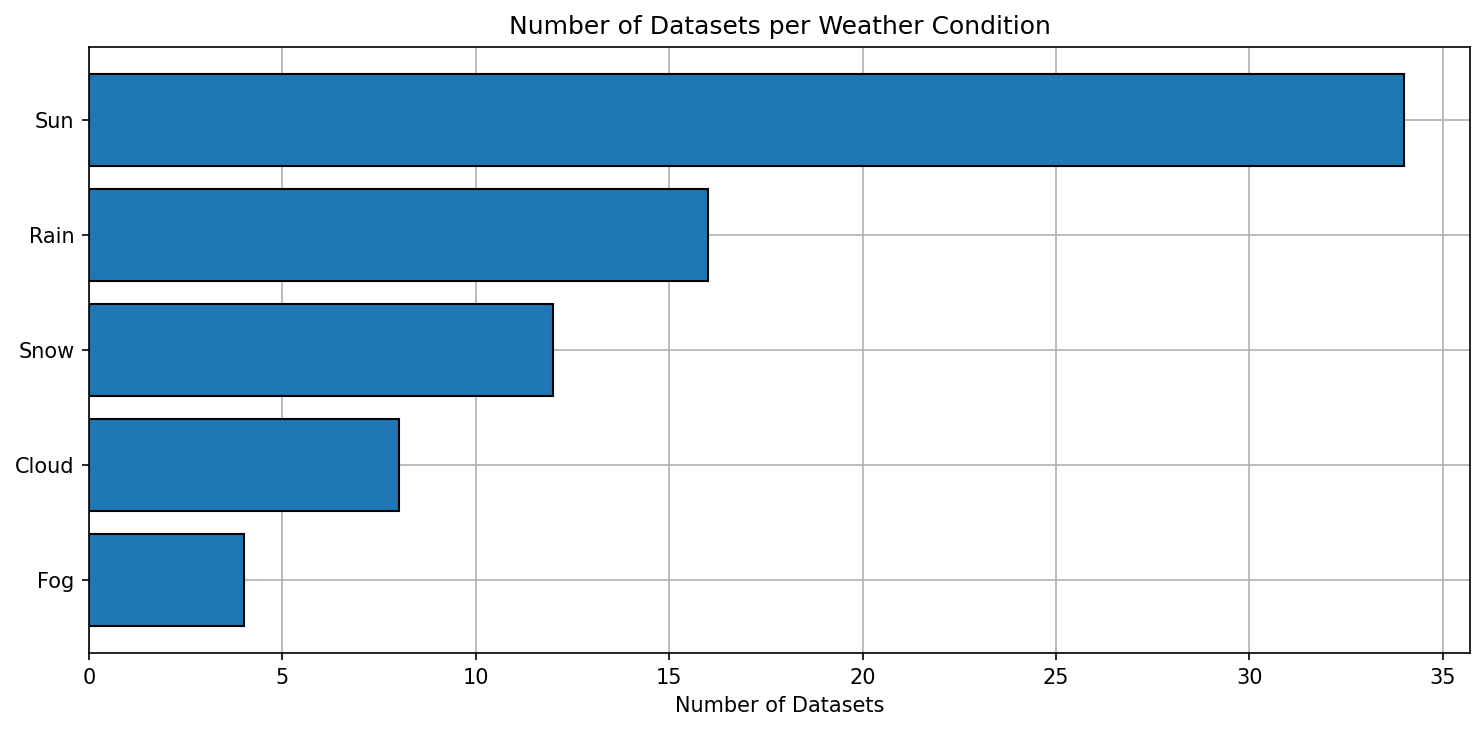 Number of Datasets per Weather Condition
Sun
Rain
Snow
Cloud
Fog
0 5 10 15 20 25 30 35
Number of Datasets